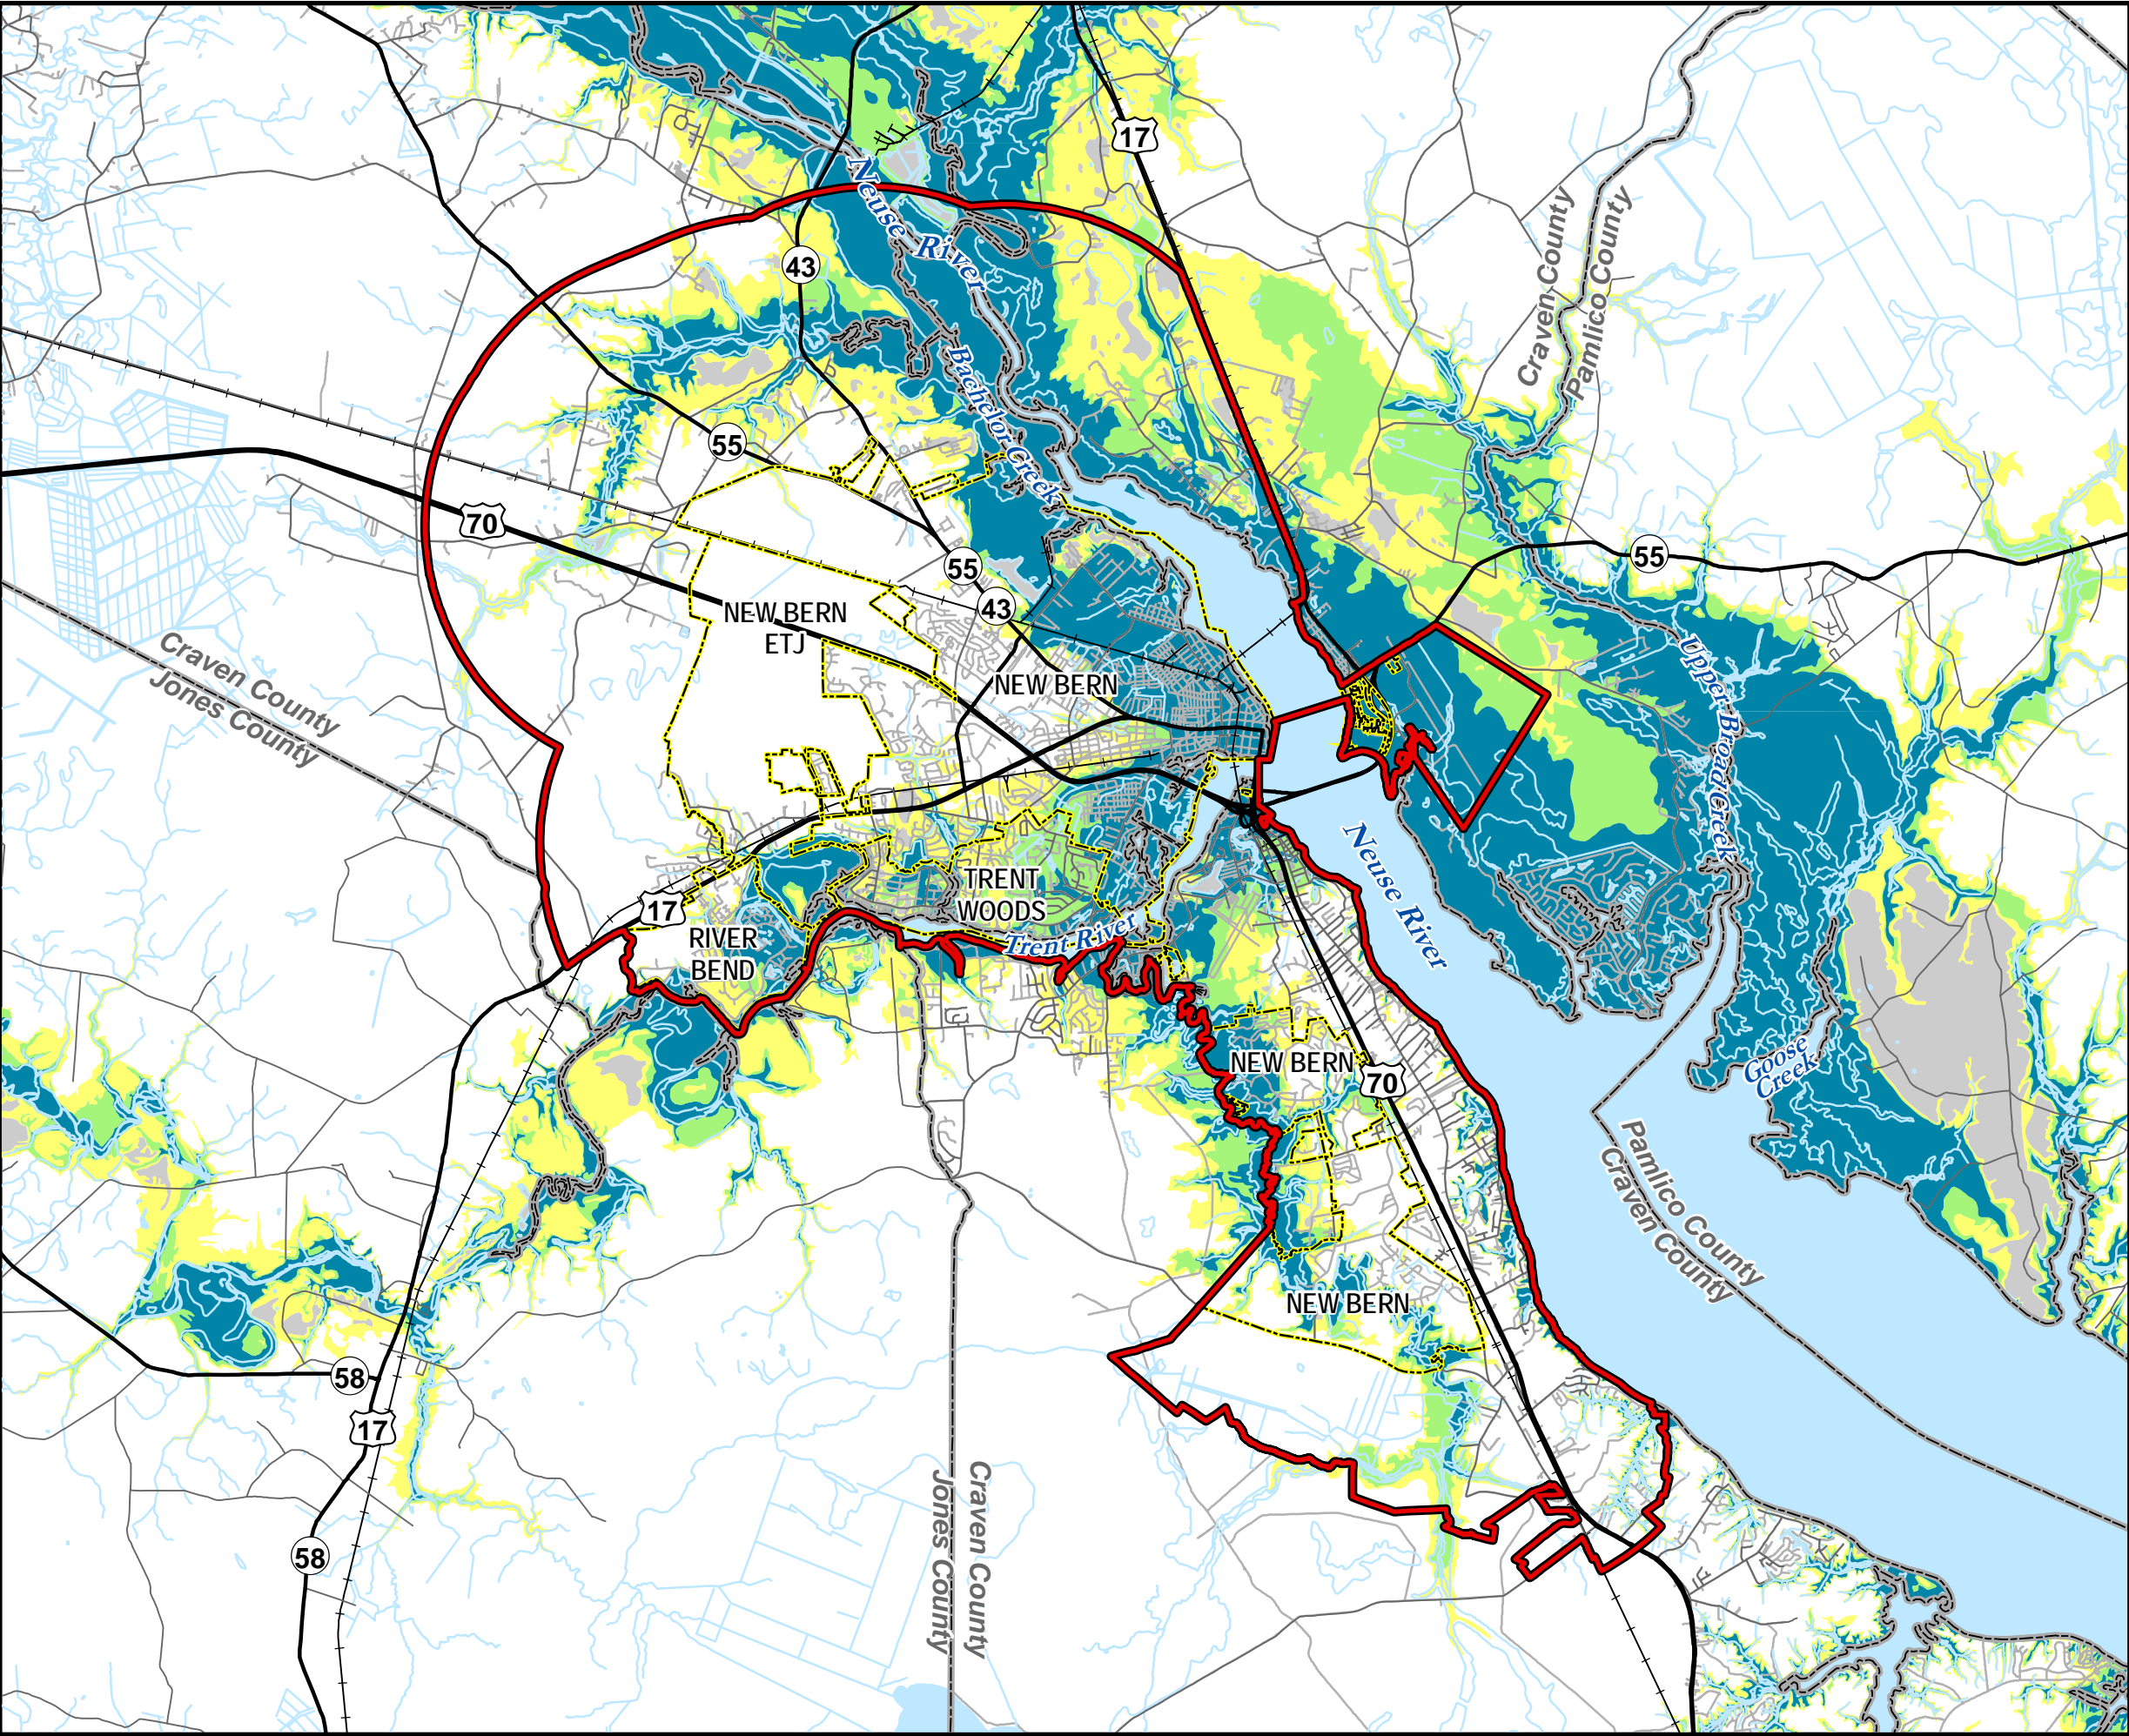 17
Neuse River
43
Craven County
Pamlico County
Bachelor Creek
55
70
55
55
43
NEW BERN
ETJ
NEW BERN
Craven County
Jones County
Upper Broad Creek
Neuse River
TRENT
WOODS
17
RIVER
BEND
Trent River
NEW BERN
70
Goose
Creek
Pamlico County
Craven County
NEW BERN
58
17
58
Jones County
Craven County